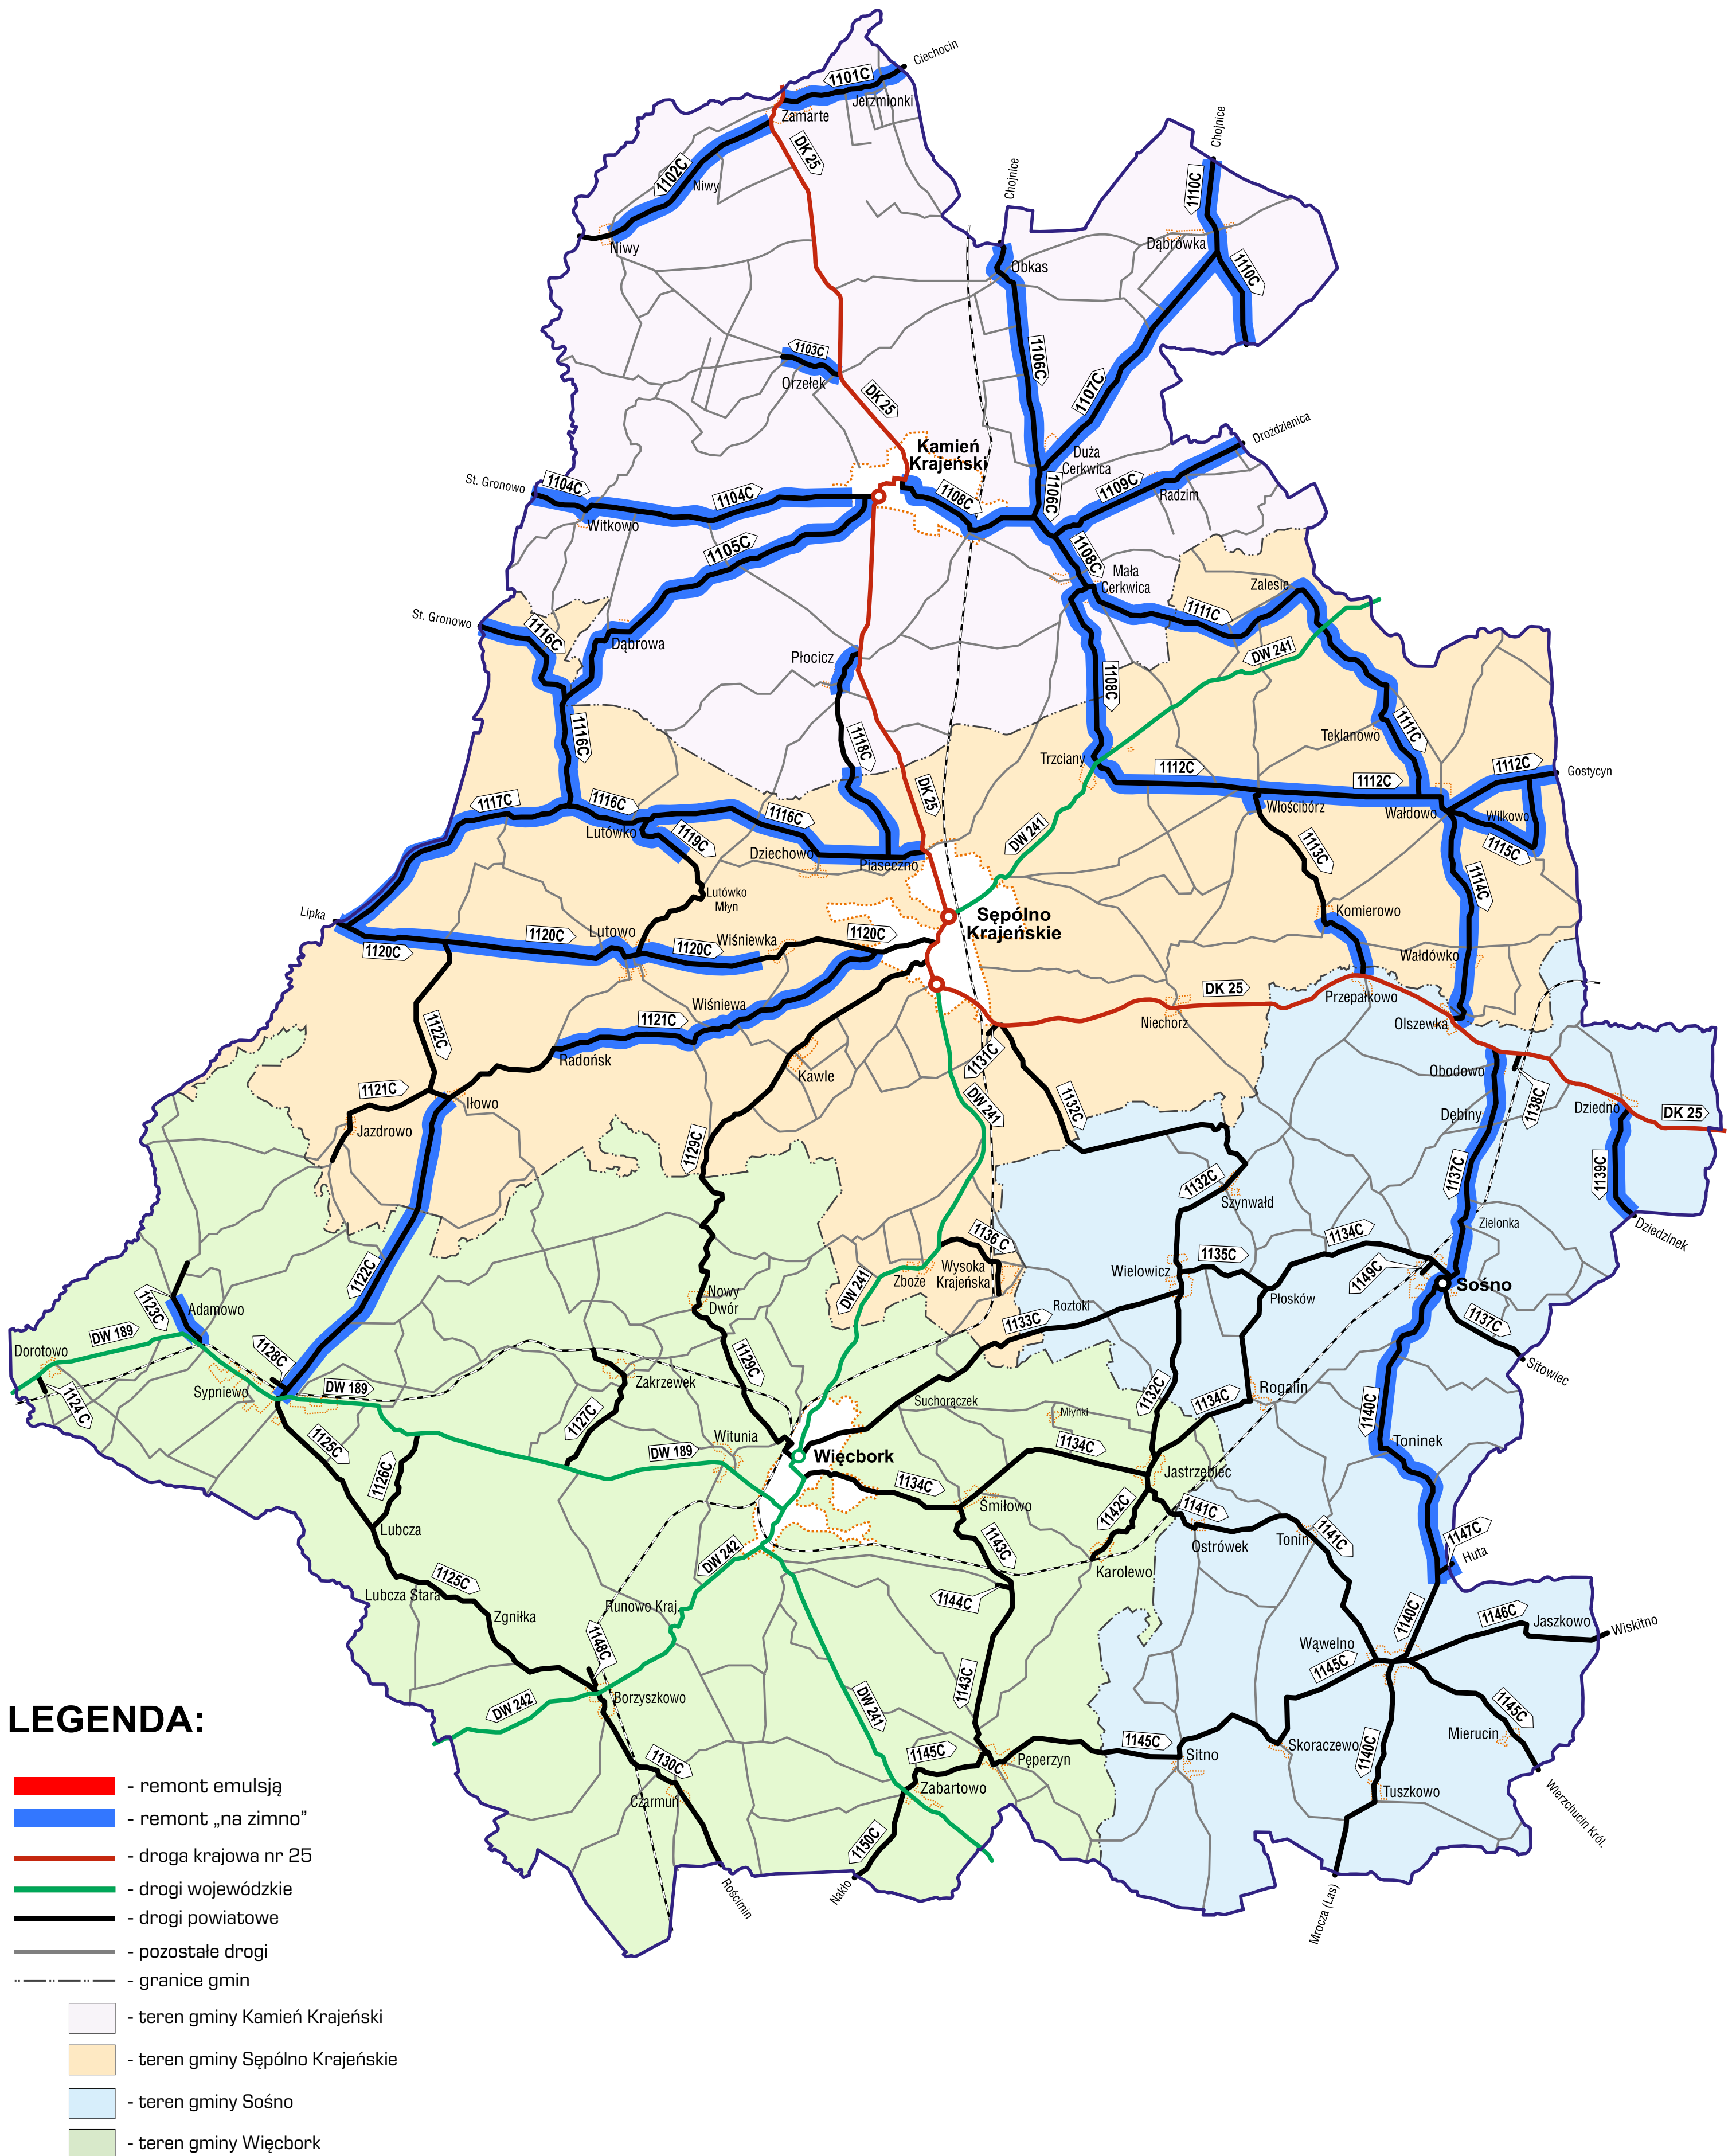 Ciechocin
1101C
Jerzmionki
Zamarte
DK 25
1102C
Niwy
Niwy
Chojnice
Chojnice
1110C
Dąbrówka
1110C
Obkas
1106C
1107C
1103C
Orzełek
DK 25
Kamień
Krajeński
Duża
Cerkwica
Drożdzienica
St. Gronowo
1104C
1104C
Witkowo
1108C
1106C
1109C
Radzim
1105C
1108C
Mała
Cerkwica
Zalesie
1111C
DW 241
St. Gronowo
1116C
Dąbrowa
Płocicz
1108C
1116C
1118C
Teklanowo
1111C
Trzciany
1112C
1112C
1112C
Gostycyn
DK 25
1117C
1116C
1116C
Lutówko
1119C
Dziechowo
Piaseczno
DW 241
Włościbórz
Wałdowo
Wilkowo
1115C
1113C
1114C
Lutówko
Młyn
Lipka
Sępólno
Krajeńskie
Komierowo
1120C
1120C
Lutowo
1120C
Wiśniewka
1120C
Wałdówko
Wiśniewa
1121C
DK 25
Przepałkowo
Niechorz
Olszewka
1122C
Radońsk
Kawle
1131C
Obodowo
1138C
1121C
Iłowo
Jazdrowo
DW 241
1132C
Dębiny
Dziedno
DK 25
1129C
1137C
1139C
1132C
Szynwałd
Zielonka
Dziedzinek
1136 C
1134C
Wysoka
Krajeńska
Zboże
Wielowicz
1135C
1149C
Sośno
1122C
DW 241
Nowy
Dwór
Płosków
1123C
Adamowo
Roztoki
1133C
1137C
DW 189
Dorotowo
1128C
1129C
Sitowiec
1124 C
Sypniewo
DW 189
Zakrzewek
Suchorączek
1132C
1134C
Rogalin
Młynki
1140C
1127C
1125C
1126C
Witunia
DW 189
Więcbork
1134C
Toninek
Jastrzębiec
1134C
Śmiłowo
1142C
1141C
Lubcza
Ostrówek
Tonin
1141C
1147C
Huta
DW 242
1143C
Karolewo
Lubcza Stara
1125C
Zgniłka
Runowo Kraj.
1144C
1140C
1146C
Jaszkowo
Wiskitno
1148C
Wąwelno
1145C
1143C
Borzyszkowo
DW 242
DW 241
1145C
Mierucin
1130C
1145C
Pęperzyn
1145C
Sitno
Skoraczewo
1140C
Czarmuń
Zabartowo
Tuszkowo
Wierzchucin Król.
1150C
Rościmin
Nakło
Mrocza (Las)
LEGENDA:
- remont emulsją
- remont „na zimno”
- droga krajowa nr 25
- drogi wojewódzkie
- drogi powiatowe
- pozostałe drogi
- granice gmin
- teren gminy Kamień Krajeński
- teren gminy Sępólno Krajeńskie
- teren gminy Sośno
- teren gminy Więcbork